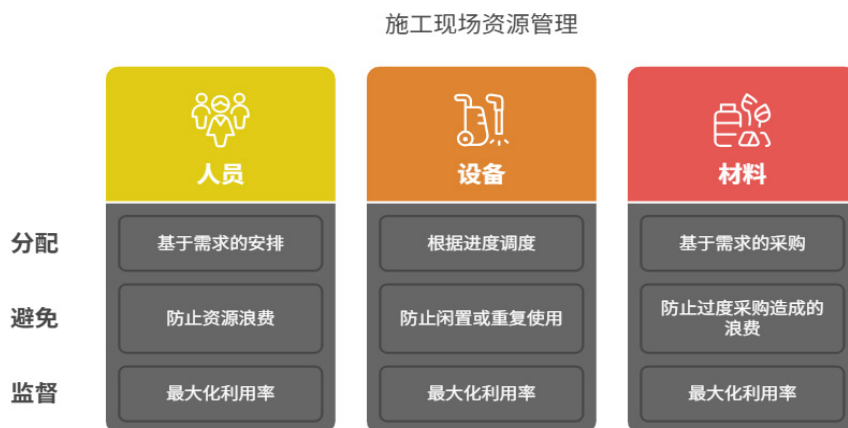 施工现场资源管理
人员
设备
材料
分配
基于需求的安排
根据进度调度
基于需求的采购
避免
防止资源浪费
防止闲置或重复使用
防止过度采购造成的
浪费
监督
最大化利用率
最大化利用率
最大化利用率